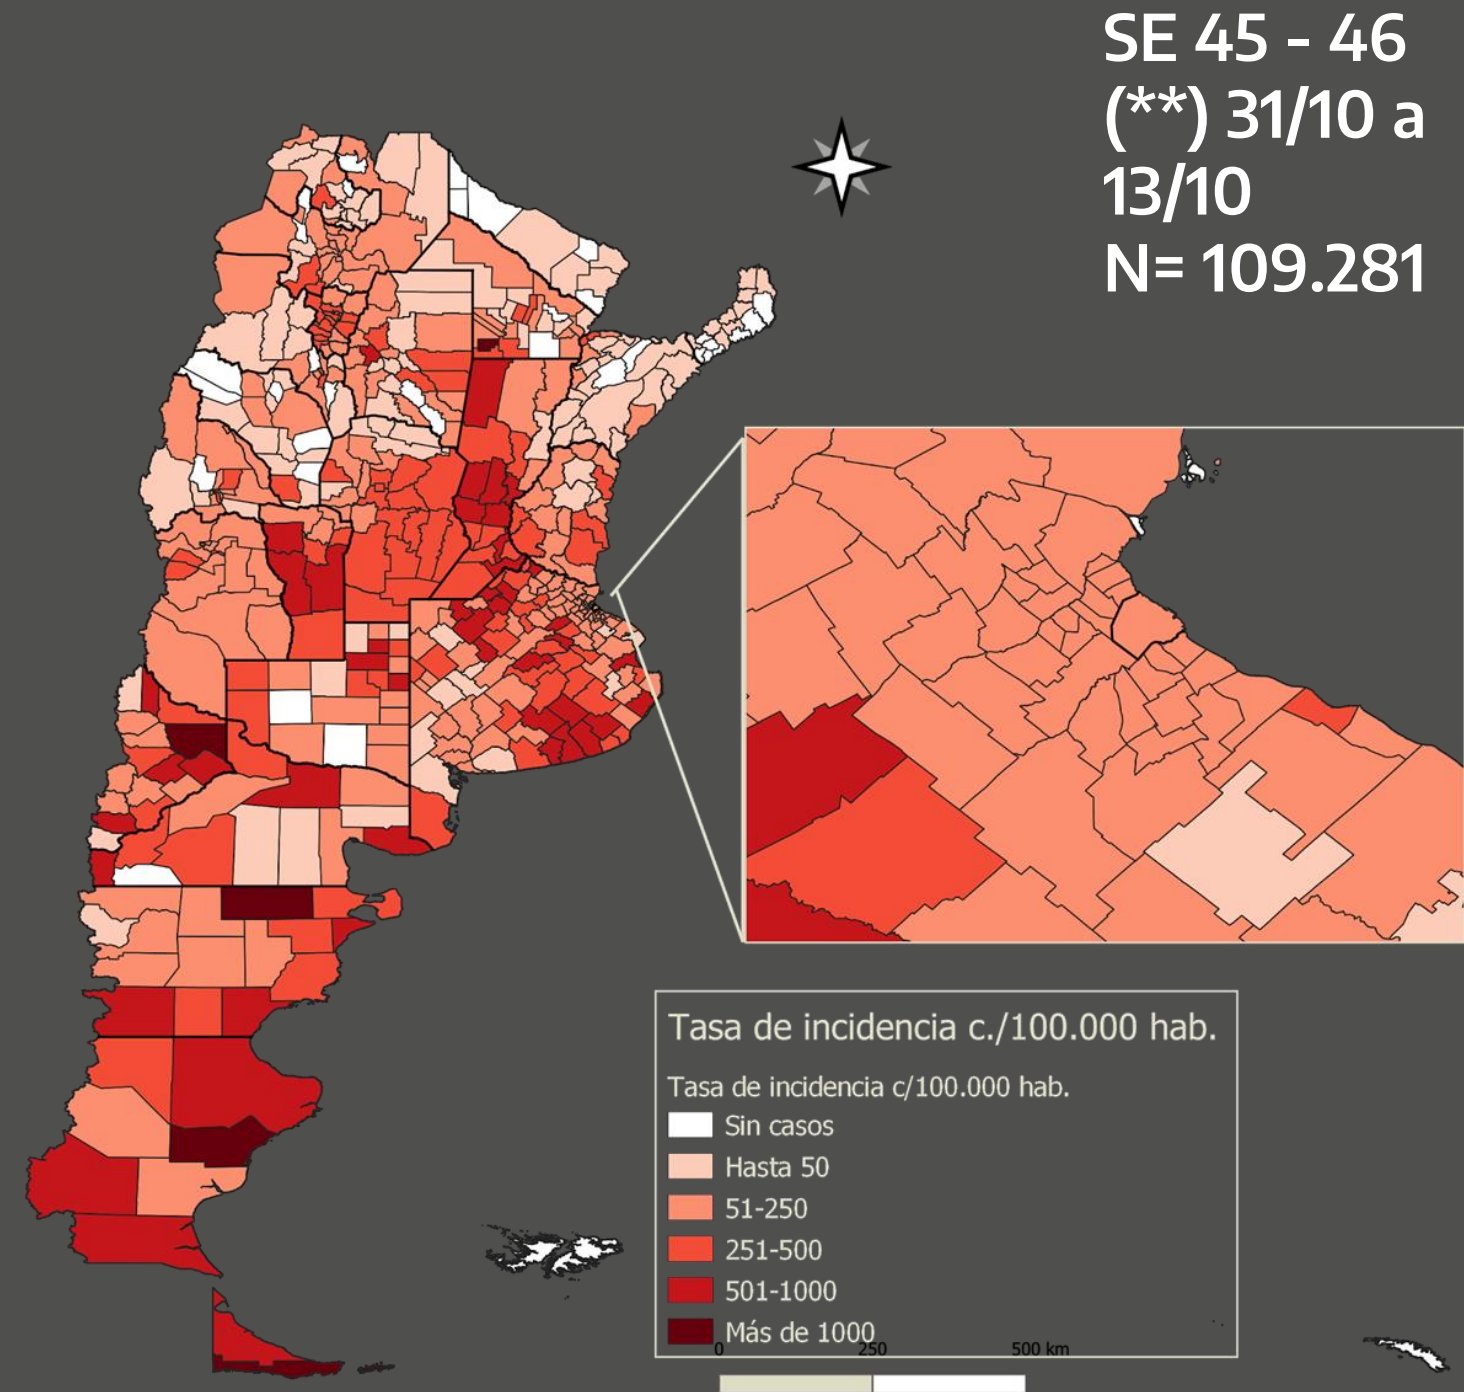 SE 45 - 46
(**) 31/10 a
13/10
N= 109.281
Tasa de incidencia c./100.000 hab.
Tasa de incidencia c/100.000 hab.
Sin casos
Hasta 50
51-250
251-500
501-1000
Más de 1000
0 250 500 km